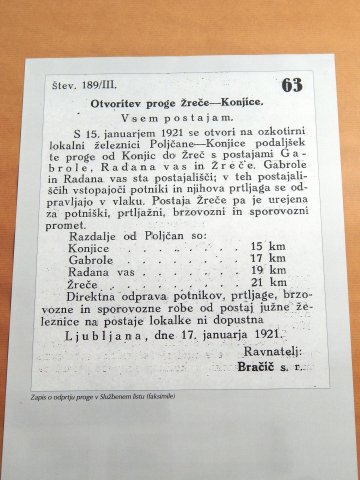 Štev. 189/III. 63
Otvoritev proge Žreče—Konjice.
Vsem postajam.
S 15. januarjem 1921 se otvori na ozkotirni
lokalni železnici Poljčane—Konjice podaljšek
te proge od Konjic do Žreč s postajami Ga-
brole, Radana vas in Žreče. Gabrole
in Radana vas sta postajališči; v teh postajali-
ščih vstopajoči potniki in njihova prtljaga se od-
pravljajo v vlaku. Postaja Žreče pa je urejena
za potniški, prtljažni, brzovozni in sporovozni
promet.
Razdalje od Poljčan so:
Konjice . . . . . . . 15 km
Gabrole . . . . . . . 17 km
Radana vas . . . . . . 19 km
Žreče . . . . . . . 21 km
Direktna odprava potnikov, prtljage, brzo-
vozne in sporovozne robe od postaj južne že-
leznice na postaje lokalke ni dopustna
Ljubljana, dne 17. januarja 1921.
Ravnatelj:
Bračič s. r.
Zapis o odprtju proge v Službenem listu (faksimile)